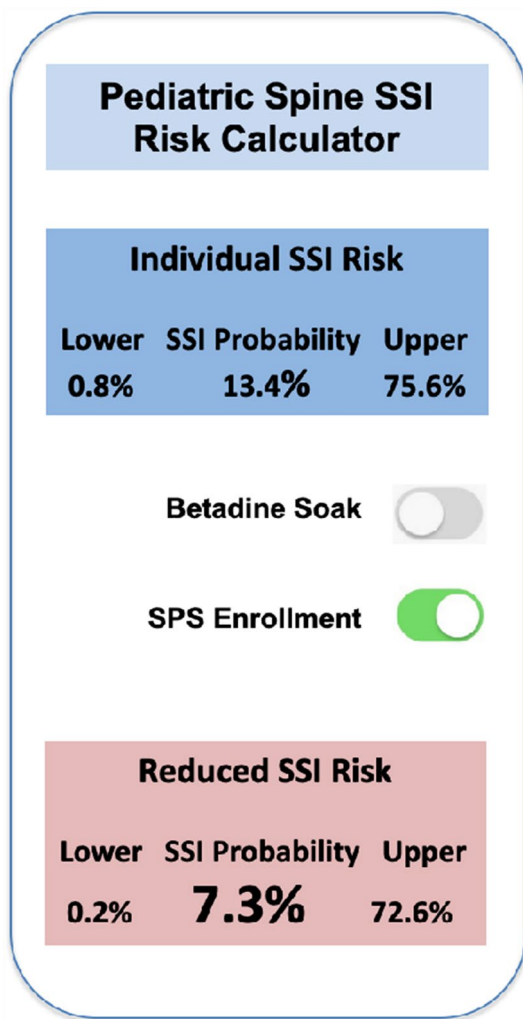 Pediatric Spine SSI
Risk Calculator
Individual SSI Risk
Lower SSI Probability Upper
0.8% 13.4% 75.6%
Betadine Soak
SPS Enrollment
Reduced SSI Risk
Lower SSI Probability Upper
0.2% 7.3% 72.6%